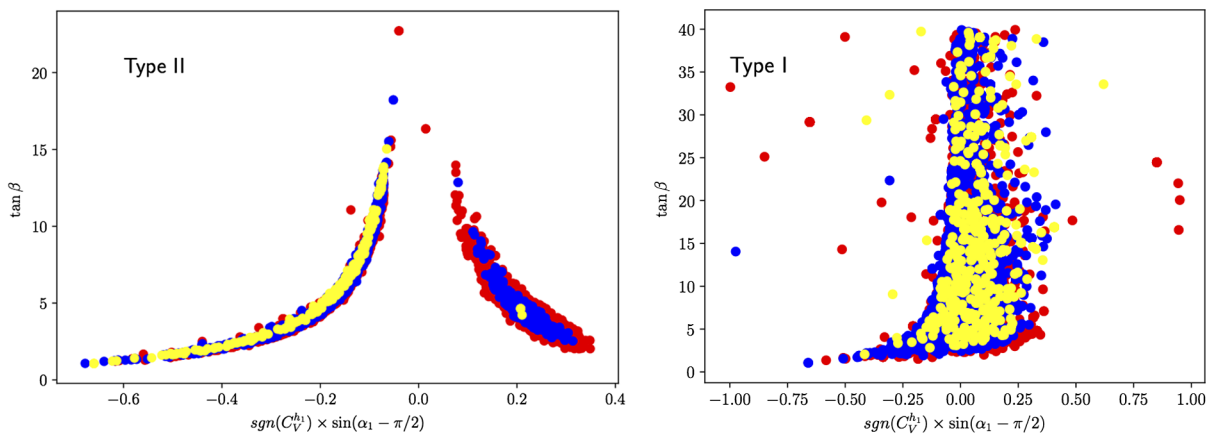 Type II
tan β
20
15
10
5
0
−0.6 −0.4 −0.2 0.0 0.2 0.4
sgn(C_V^{h_1}) × sin(α_1 − π/2)
Type I
tan β
40
35
30
25
20
15
10
5
0
−1.00 −0.75 −0.50 −0.25 0.00 0.25 0.50 0.75 1.00
sgn(C_V^{h_1}) × sin(α_1 − π/2)